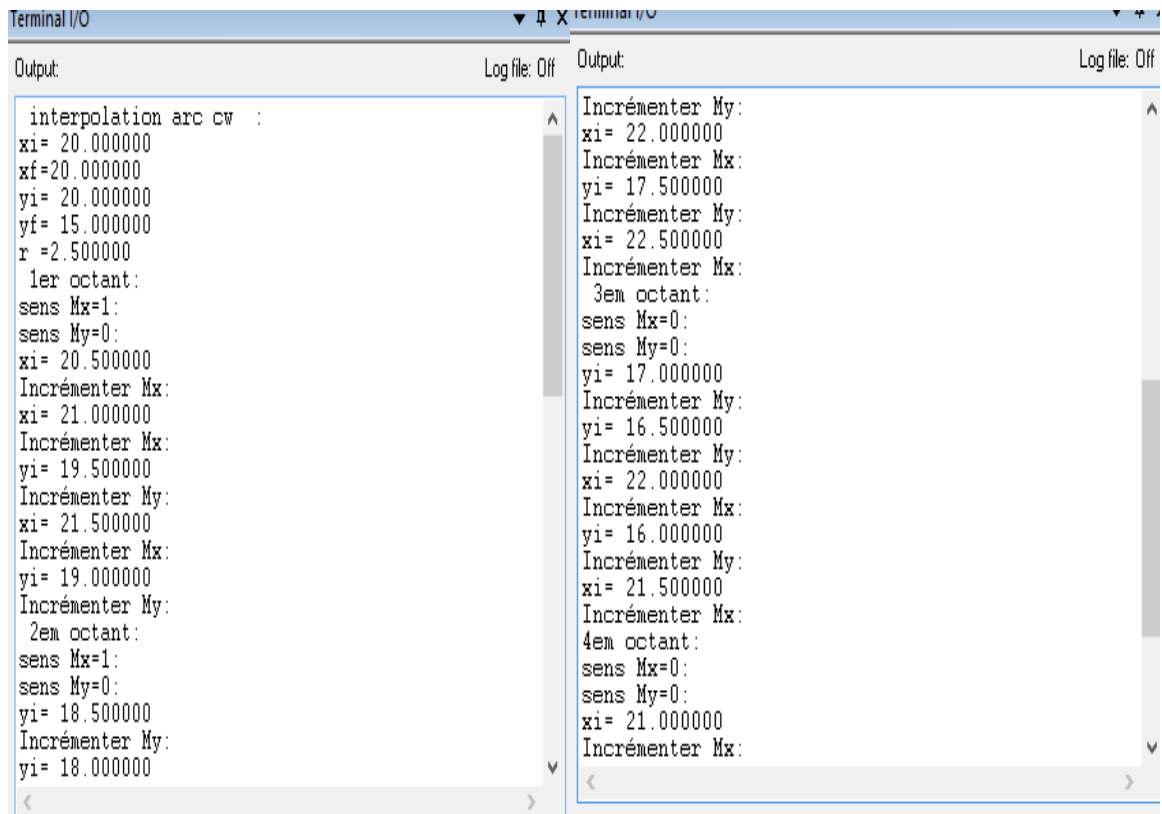 Terminal I/O
Output:
Log file: Off
interpolation arc cw :
xi= 20.000000
xf=20.000000
yi= 20.000000
yf= 15.000000
r =2.500000
1er octant:
sens Mx=1:
sens My=0:
xi= 20.500000
Incrémenter Mx:
xi= 21.000000
Incrémenter Mx:
yi= 19.500000
Incrémenter My:
xi= 21.500000
Incrémenter Mx:
yi= 19.000000
Incrémenter My:
2em octant:
sens Mx=1:
sens My=0:
yi= 18.500000
Incrémenter My:
yi= 18.000000
Terminal I/O
Output:
Log file: Off
Incrémenter My:
xi= 22.000000
Incrémenter Mx:
yi= 17.500000
Incrémenter My:
xi= 22.500000
Incrémenter Mx:
3em octant:
sens Mx=0:
sens My=0:
yi= 17.000000
Incrémenter My:
yi= 16.500000
Incrémenter My:
xi= 22.000000
Incrémenter Mx:
yi= 16.000000
Incrémenter My:
xi= 21.500000
Incrémenter Mx:
4em octant:
sens Mx=0:
sens My=0:
xi= 21.000000
Incrémenter Mx: